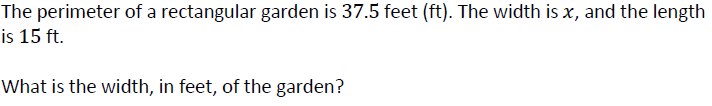 The perimeter of a rectangular garden is 37.5 feet (ft). The width is x, and the length
is 15 ft.
What is the width, in feet, of the garden?